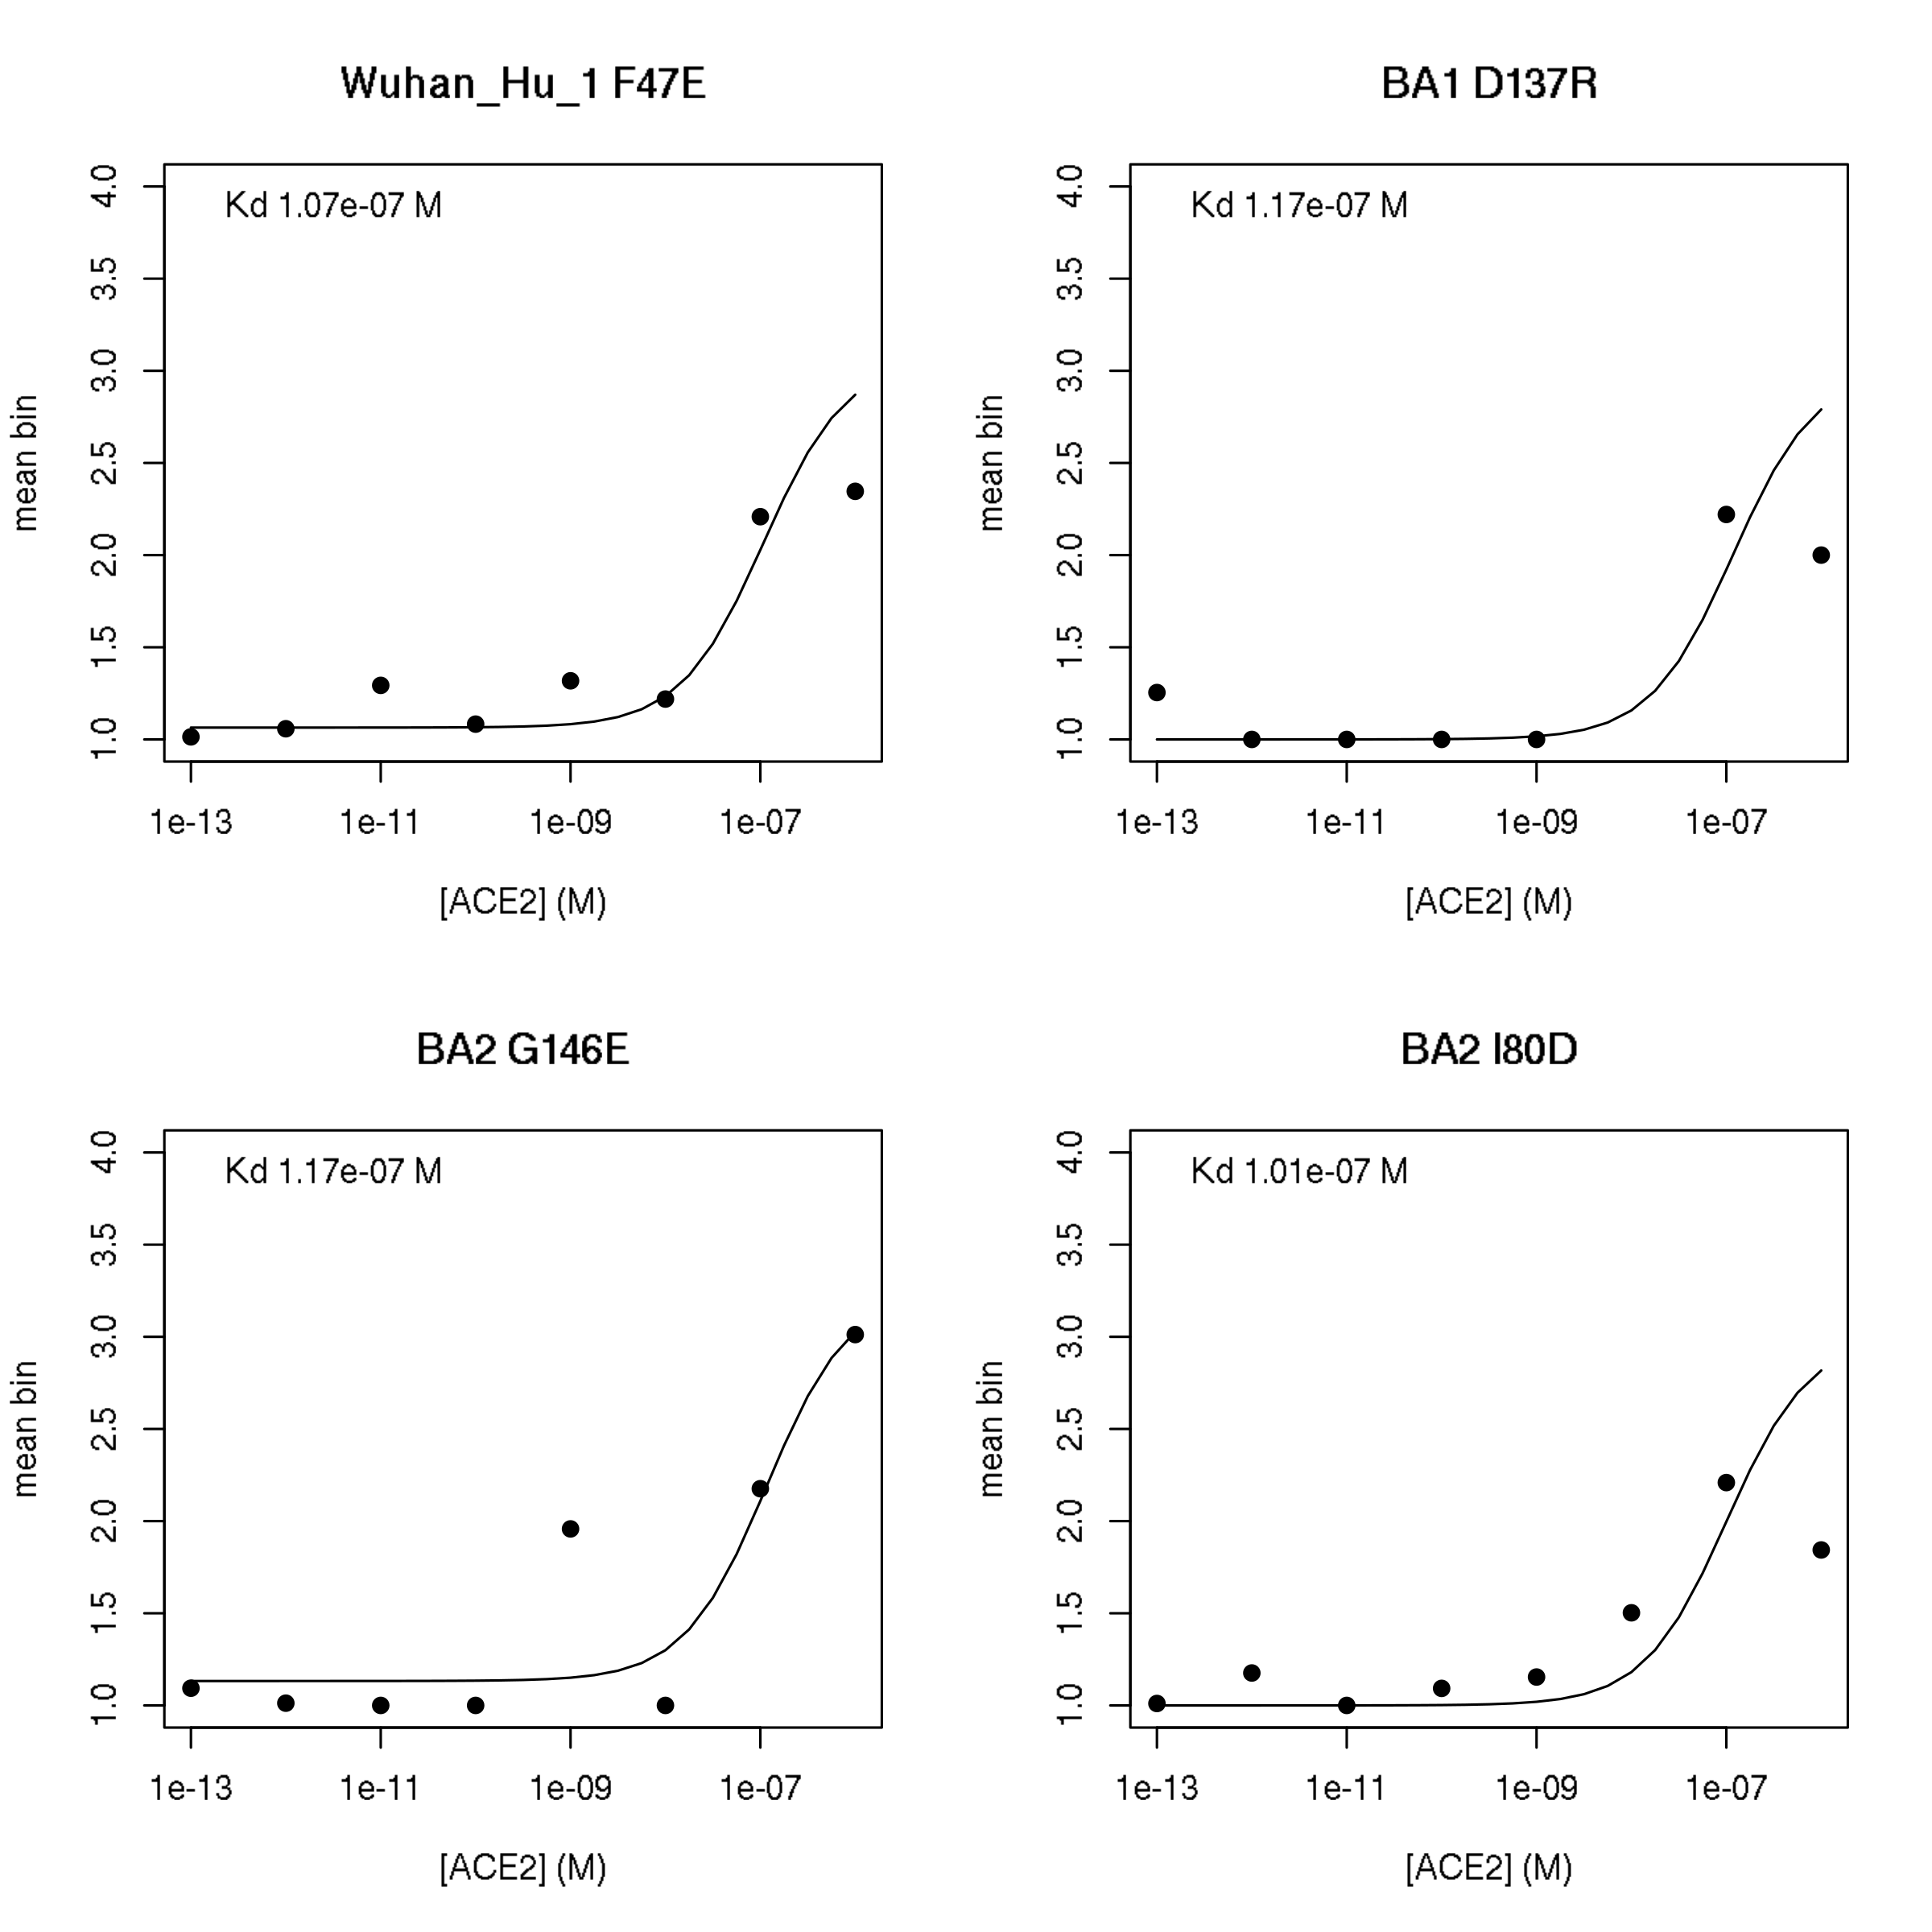 Wuhan_Hu_1 F47E
Kd 1.07e-07 M
4.0
3.5
3.0
2.5
2.0
1.5
1.0
mean bin
1e-13 1e-11 1e-09 1e-07
[ACE2] (M)
BA1 D137R
Kd 1.17e-07 M
4.0
3.5
3.0
2.5
2.0
1.5
1.0
mean bin
1e-13 1e-11 1e-09 1e-07
[ACE2] (M)
BA2 G146E
Kd 1.17e-07 M
4.0
3.5
3.0
2.5
2.0
1.5
1.0
mean bin
1e-13 1e-11 1e-09 1e-07
[ACE2] (M)
BA2 I80D
Kd 1.01e-07 M
4.0
3.5
3.0
2.5
2.0
1.5
1.0
mean bin
1e-13 1e-11 1e-09 1e-07
[ACE2] (M)